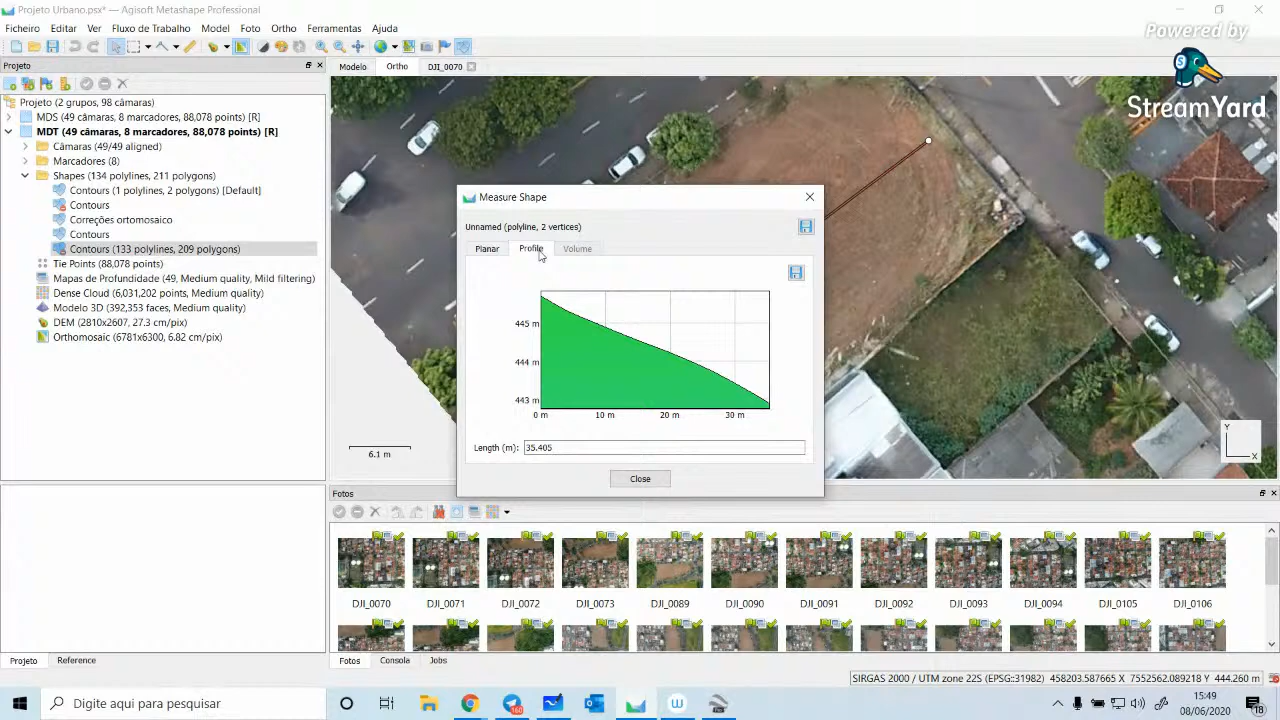 Projeto Urbano.psx* — Agisoft Metashape Professional
Ficheiro Editar Ver Fluxo de Trabalho Model Foto Ortho Ferramentas Ajuda
Powered by
StreamYard
Projeto
Modelo Ortho DJI_0070
Projeto (2 grupos, 98 câmaras)
MDS (49 câmaras, 8 marcadores, 88,078 points) [R]
MDT (49 câmaras, 8 marcadores, 88,078 points) [R]
Câmaras (49/49 aligned)
Marcadores (8)
Shapes (134 polylines, 211 polygons)
Contours (1 polylines, 2 polygons) [Default]
Contours
Correções ortomosaico
Contours
Contours (133 polylines, 209 polygons)
Tie Points (88,078 points)
Mapas de Profundidade (49, Medium quality, Mild filtering)
Dense Cloud (6,031,202 points, Medium quality)
Modelo 3D (392,353 faces, Medium quality)
DEM (2810x2607, 27.3 cm/pix)
Orthomosaic (6781x6300, 6.82 cm/pix)
Measure Shape
Unnamed (polyline, 2 vertices)
Planar Profile Volume
445 m
444 m
443 m
0 m 10 m 20 m 30 m
Length (m): 35.405
Close
6.1 m
Y
X
Fotos
DJI_0070 DJI_0071 DJI_0072 DJI_0073 DJI_0089 DJI_0090 DJI_0091 DJI_0092 DJI_0093 DJI_0094 DJI_0105 DJI_0106
Projeto Reference
Fotos Consola Jobs
SIRGAS 2000 / UTM zone 22S (EPSG::31982) 458203.587665 X 7552562.089218 Y 444.260 m
Digite aqui para pesquisar
160
15:49
08/06/2020
18